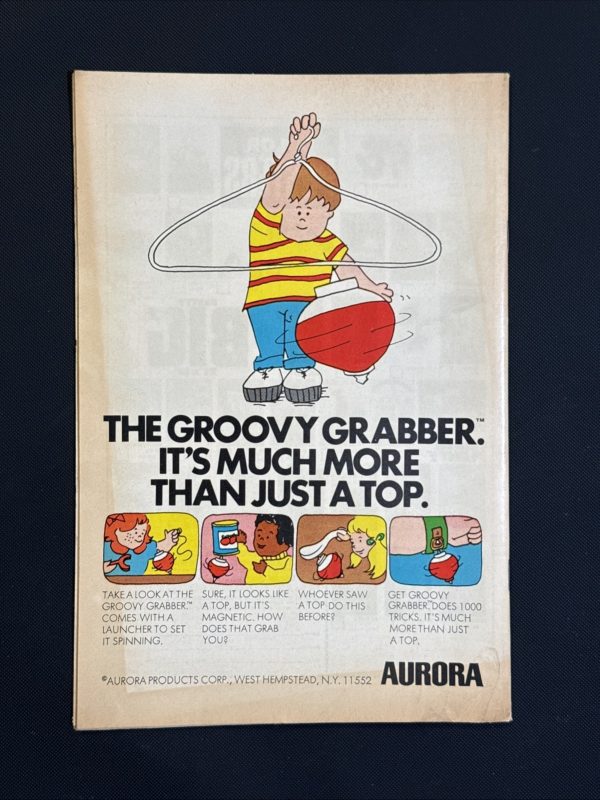 THE GROOVY GRABBER.™
IT'S MUCH MORE
THAN JUST A TOP.
TAKE A LOOK AT THE
GROOVY GRABBER.™
COMES WITH A
LAUNCHER TO SET
IT SPINNING.
SURE, IT LOOKS LIKE
A TOP, BUT IT'S
MAGNETIC. HOW
DOES THAT GRAB
YOU?
WHOEVER SAW
A TOP DO THIS
BEFORE?
GET GROOVY
GRABBER.™ DOES 1000
TRICKS. IT'S MUCH
MORE THAN JUST
A TOP.
©AURORA PRODUCTS CORP., WEST HEMPSTEAD, N.Y. 11552 AURORA